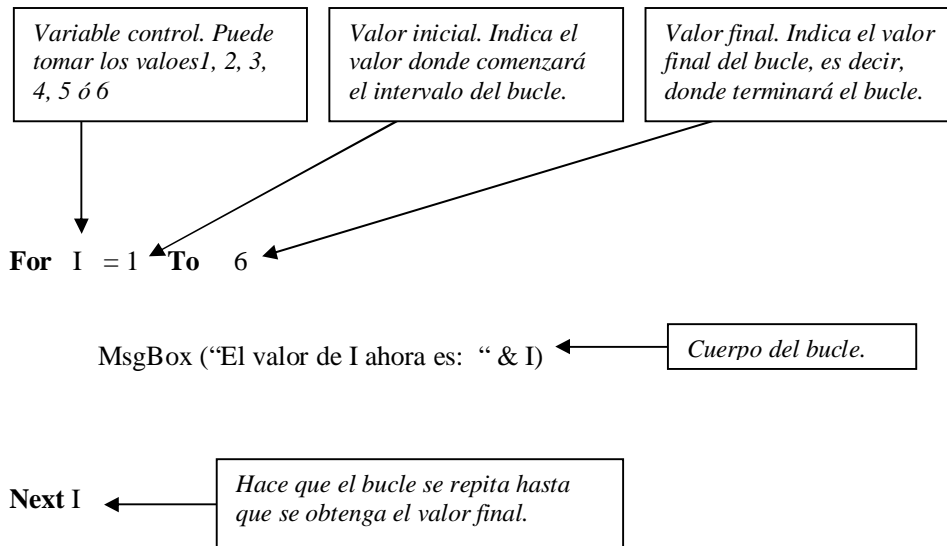 Variable control. Puede
tomar los valoes1, 2, 3,
4, 5 ó 6
Valor inicial. Indica el
valor donde comenzará
el intervalo del bucle.
Valor final. Indica el valor
final del bucle, es decir,
donde terminará el bucle.
For I = 1 To 6
MsgBox (“El valor de I ahora es: “ & I)
Cuerpo del bucle.
Next I
Hace que el bucle se repita hasta
que se obtenga el valor final.